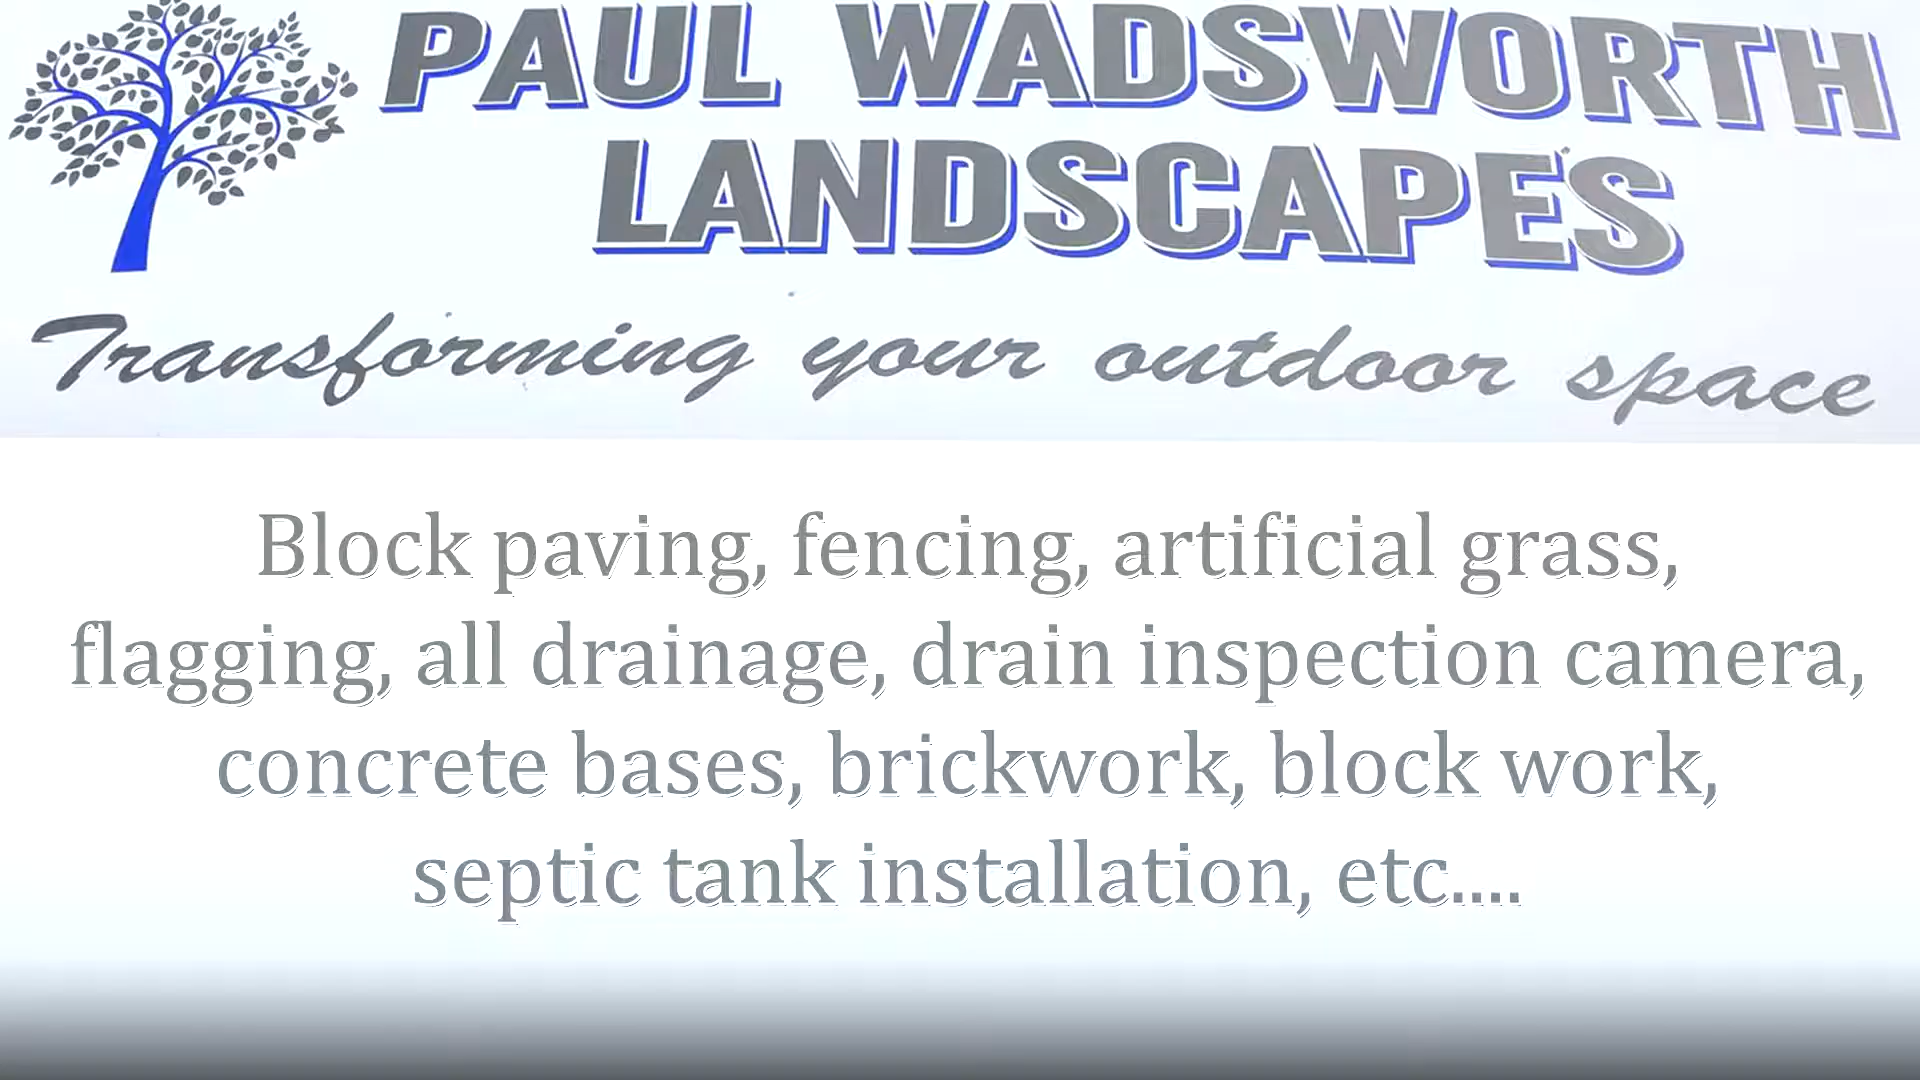 PAUL WADSWORTH
LANDSCAPES
Transforming your outdoor space
Block paving, fencing, artificial grass,
flagging, all drainage, drain inspection camera,
concrete bases, brickwork, block work,
septic tank installation, etc....